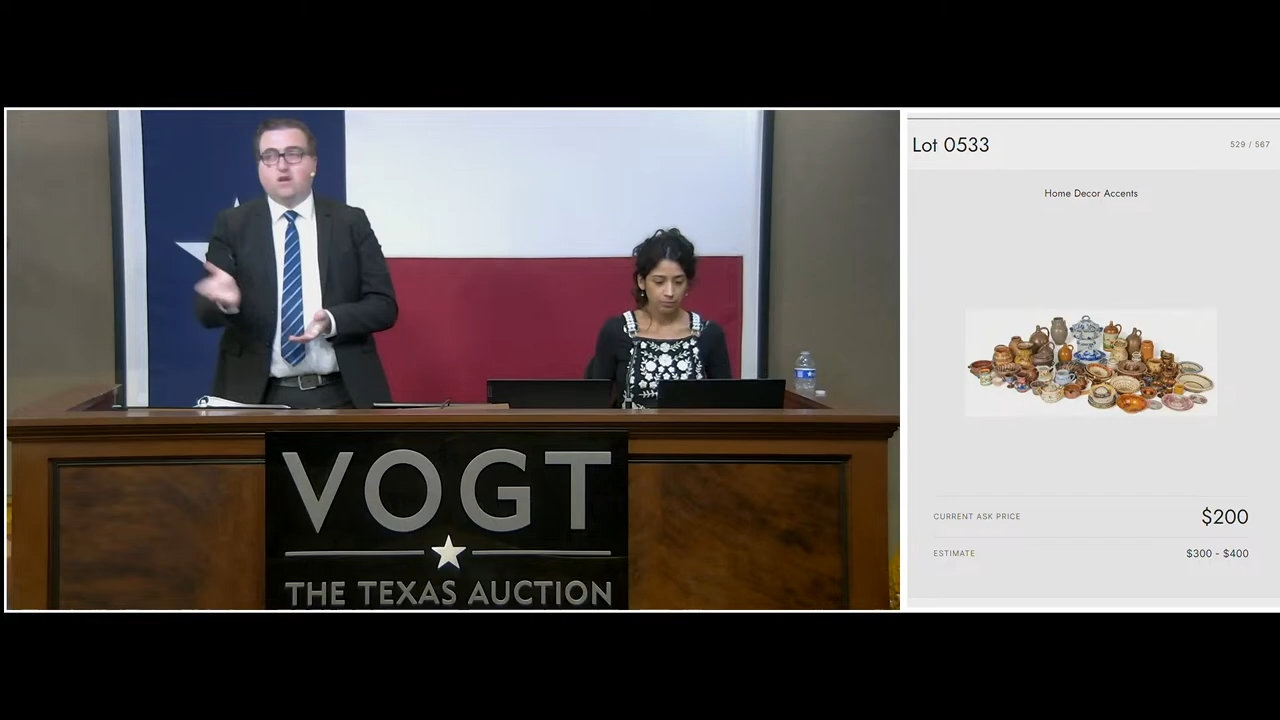 VOGT
THE TEXAS AUCTION
Lot 0533
529 / 567
Home Decor Accents
CURRENT ASK PRICE
$200
ESTIMATE
$300 - $400